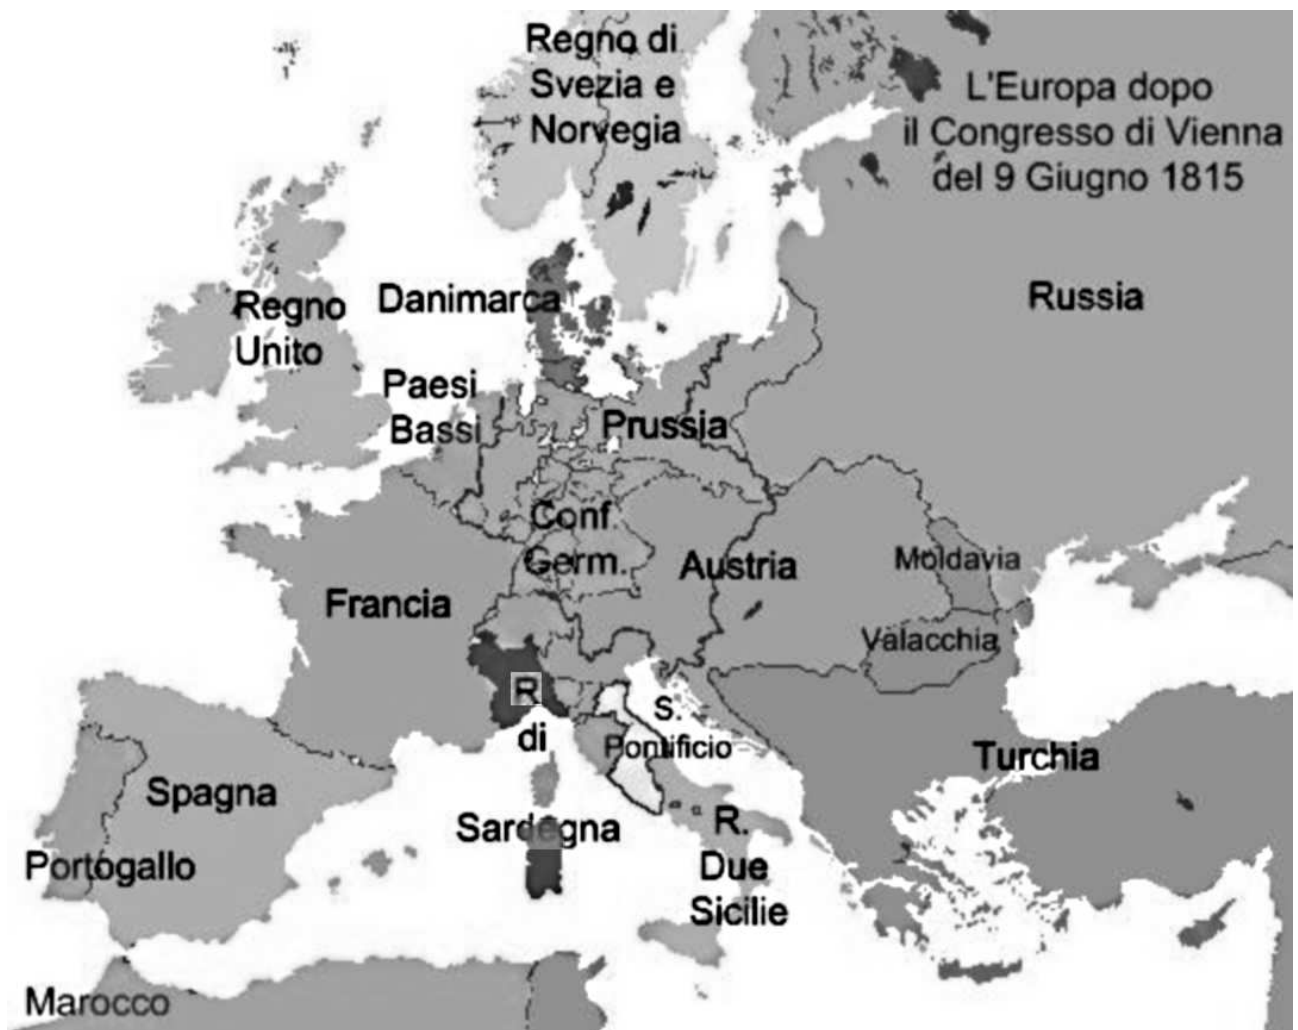 Regno di
Svezia e
Norvegia
L'Europa dopo
il Congresso di Vienna
del 9 Giugno 1815
Regno
Unito
Danimarca
Russia
Paesi
Bassi
Prussia
Conf.
Germ.
Austria
Moldavia
Francia
Valacchia
R.
di
Sardegna
S.
Pontificio
Turchia
Spagna
Portogallo
R.
Due
Sicilie
Marocco